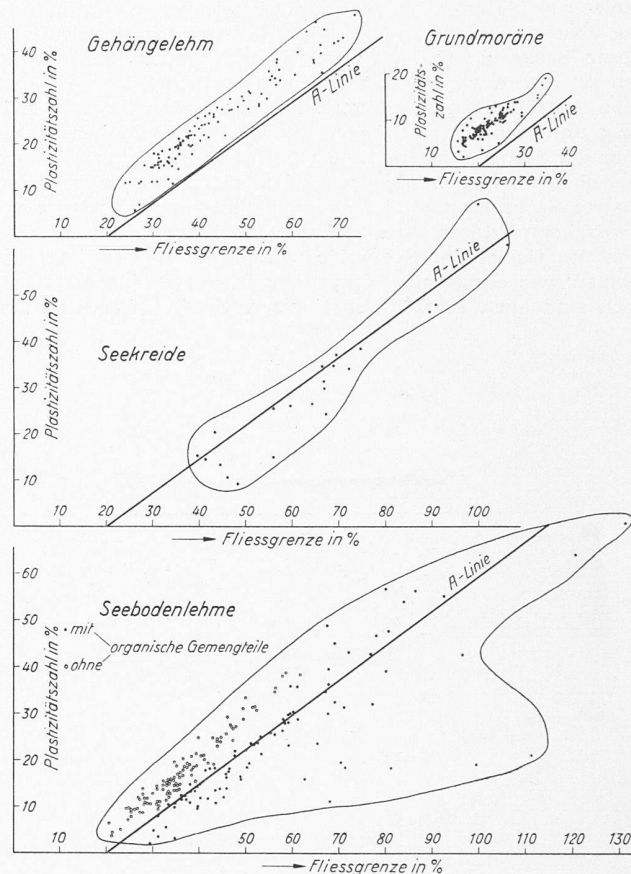 Gehängelehm
Plastizitätszahl in %
40
30
20
10
A-Linie
10 20 30 40 50 60 70
Fliessgrenze in %
Grundmoräne
Plastizitäts-
zahl in %
20
10
A-Linie
10 20 30 40
Fliessgrenze in %
Seekreide
Plastizitätszahl in %
50
40
30
20
10
A-Linie
10 20 30 40 50 60 70 80 90 100
Fliessgrenze in %
Seebodenlehme
mit
organische Gemengteile
ohne
Plastizitätszahl in %
60
50
40
30
20
10
A-Linie
10 20 30 40 50 60 70 80 90 100 110 120 130
Fliessgrenze in %